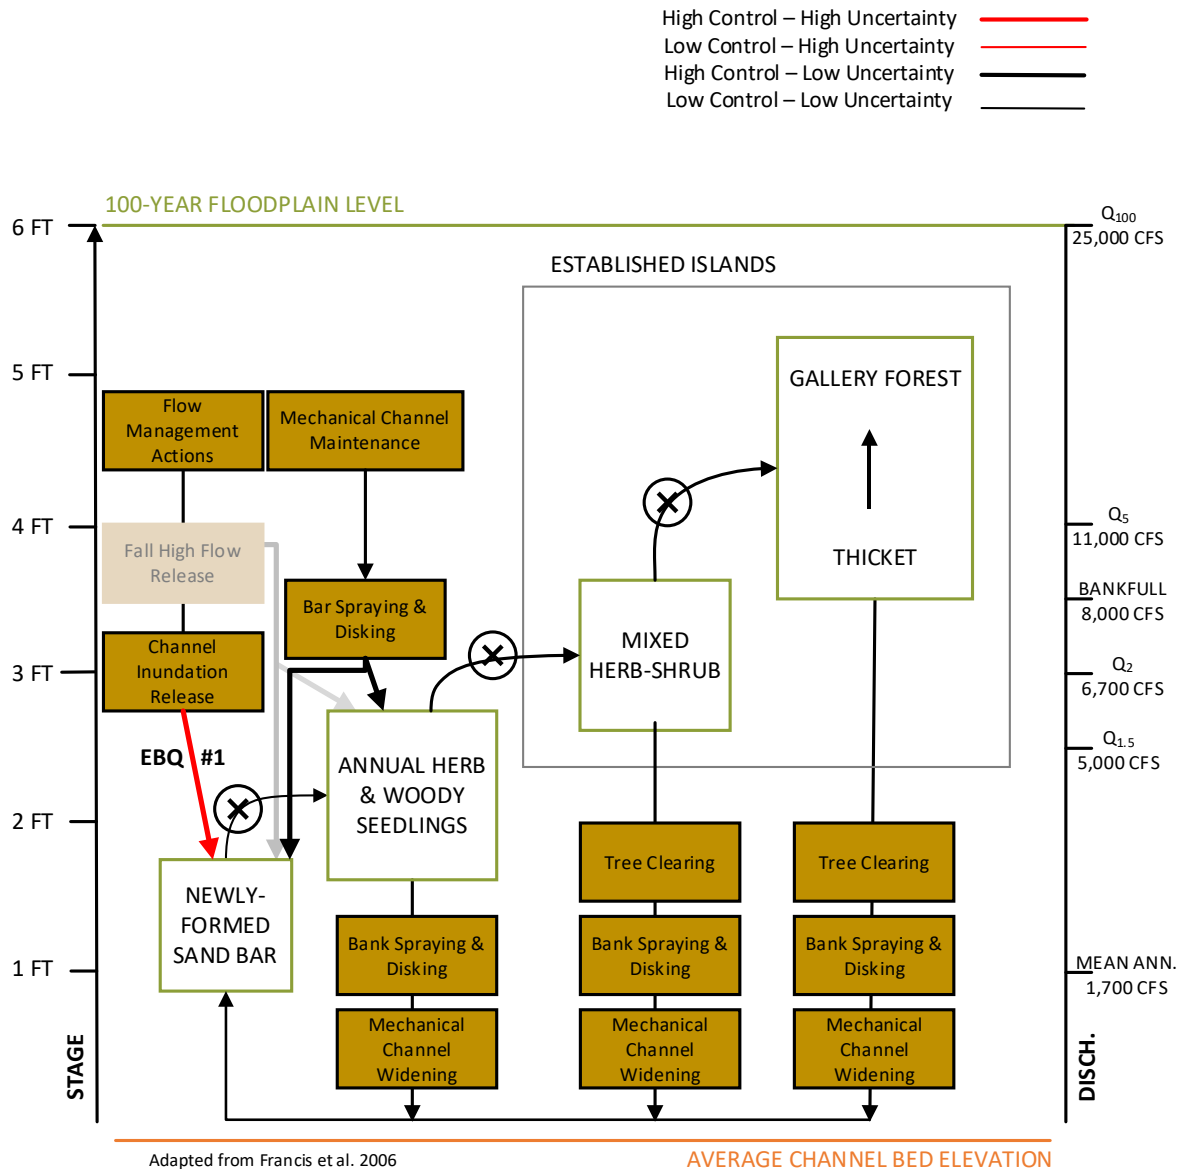 High Control – High Uncertainty
Low Control – High Uncertainty
High Control – Low Uncertainty
Low Control – Low Uncertainty
100-YEAR FLOODPLAIN LEVEL
6 FT
5 FT
4 FT
3 FT
2 FT
1 FT
STAGE
Q100
25,000 CFS
Q5
11,000 CFS
BANKFULL
8,000 CFS
Q2
6,700 CFS
Q1.5
5,000 CFS
MEAN ANN.
1,700 CFS
DISCH.
ESTABLISHED ISLANDS
GALLERY FOREST
THICKET
Flow
Management
Actions
Mechanical Channel
Maintenance
Fall High Flow
Release
Bar Spraying &
Disking
Channel
Inundation
Release
MIXED
HERB-SHRUB
EBQ #1
ANNUAL HERB
& WOODY
SEEDLINGS
NEWLY-
FORMED
SAND BAR
Tree Clearing
Tree Clearing
Bank Spraying &
Disking
Bank Spraying &
Disking
Bank Spraying &
Disking
Mechanical
Channel
Widening
Mechanical
Channel
Widening
Mechanical
Channel
Widening
Adapted from Francis et al. 2006
AVERAGE CHANNEL BED ELEVATION